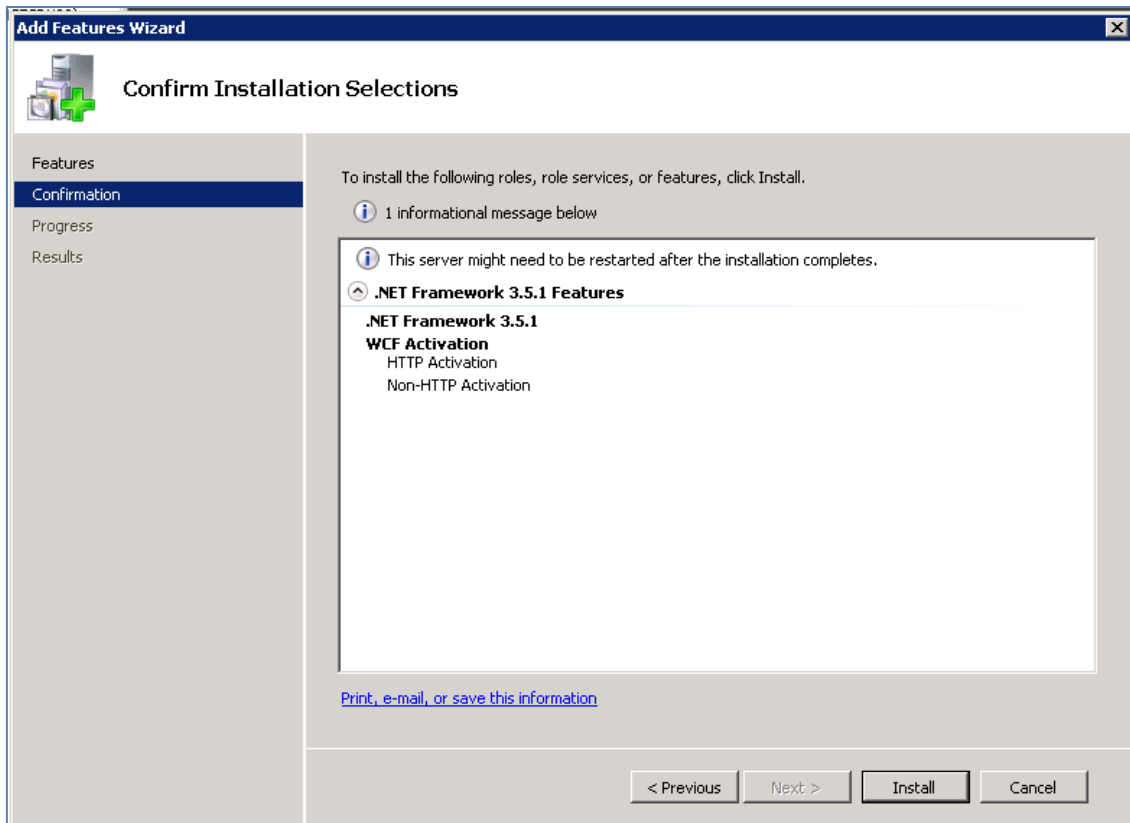 Add Features Wizard
Confirm Installation Selections
Features
Confirmation
Progress
Results
To install the following roles, role services, or features, click Install.
1 informational message below
This server might need to be restarted after the installation completes.
.NET Framework 3.5.1 Features
.NET Framework 3.5.1
WCF Activation
HTTP Activation
Non-HTTP Activation
Print, e-mail, or save this information
< Previous
Next >
Install
Cancel